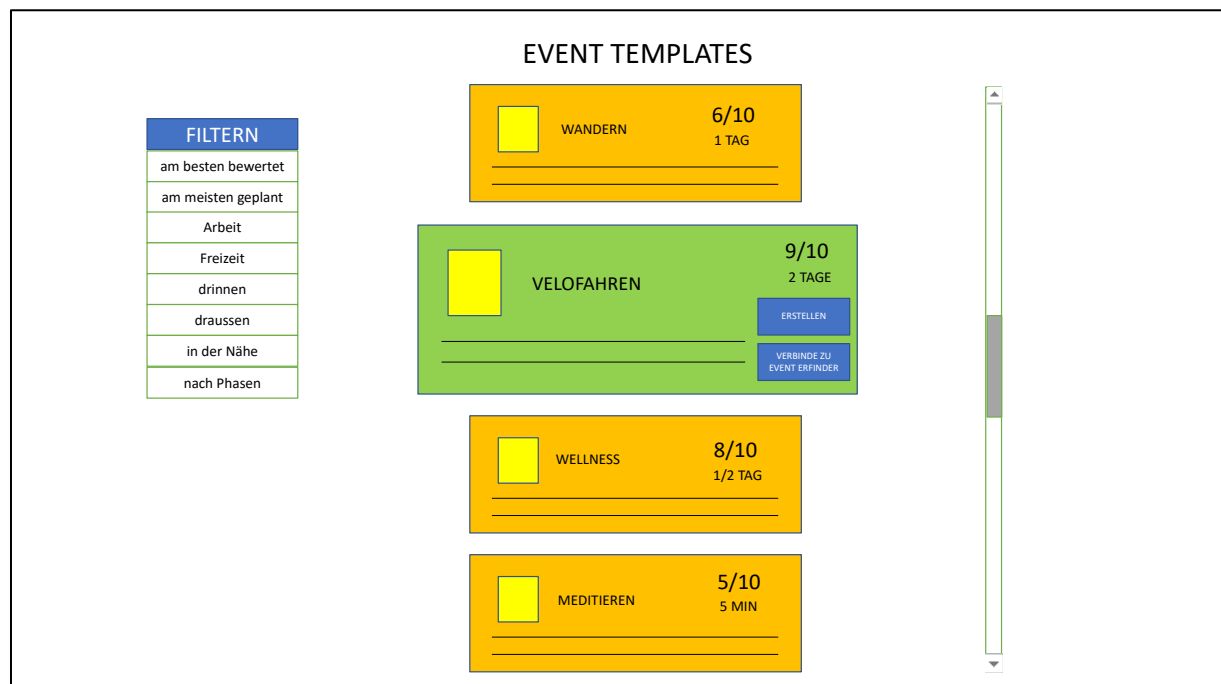 EVENT TEMPLATES
FILTERN
am besten bewertet
am meisten geplant
Arbeit
Freizeit
drinnen
draussen
in der Nähe
nach Phasen
WANDERN
6/10
1 TAG
VELOFAHREN
9/10
2 TAGE
ERSTELLEN
VERBINDE ZU
EVENT ERFINDER
WELLNESS
8/10
1/2 TAG
MEDITIEREN
5/10
5 MIN